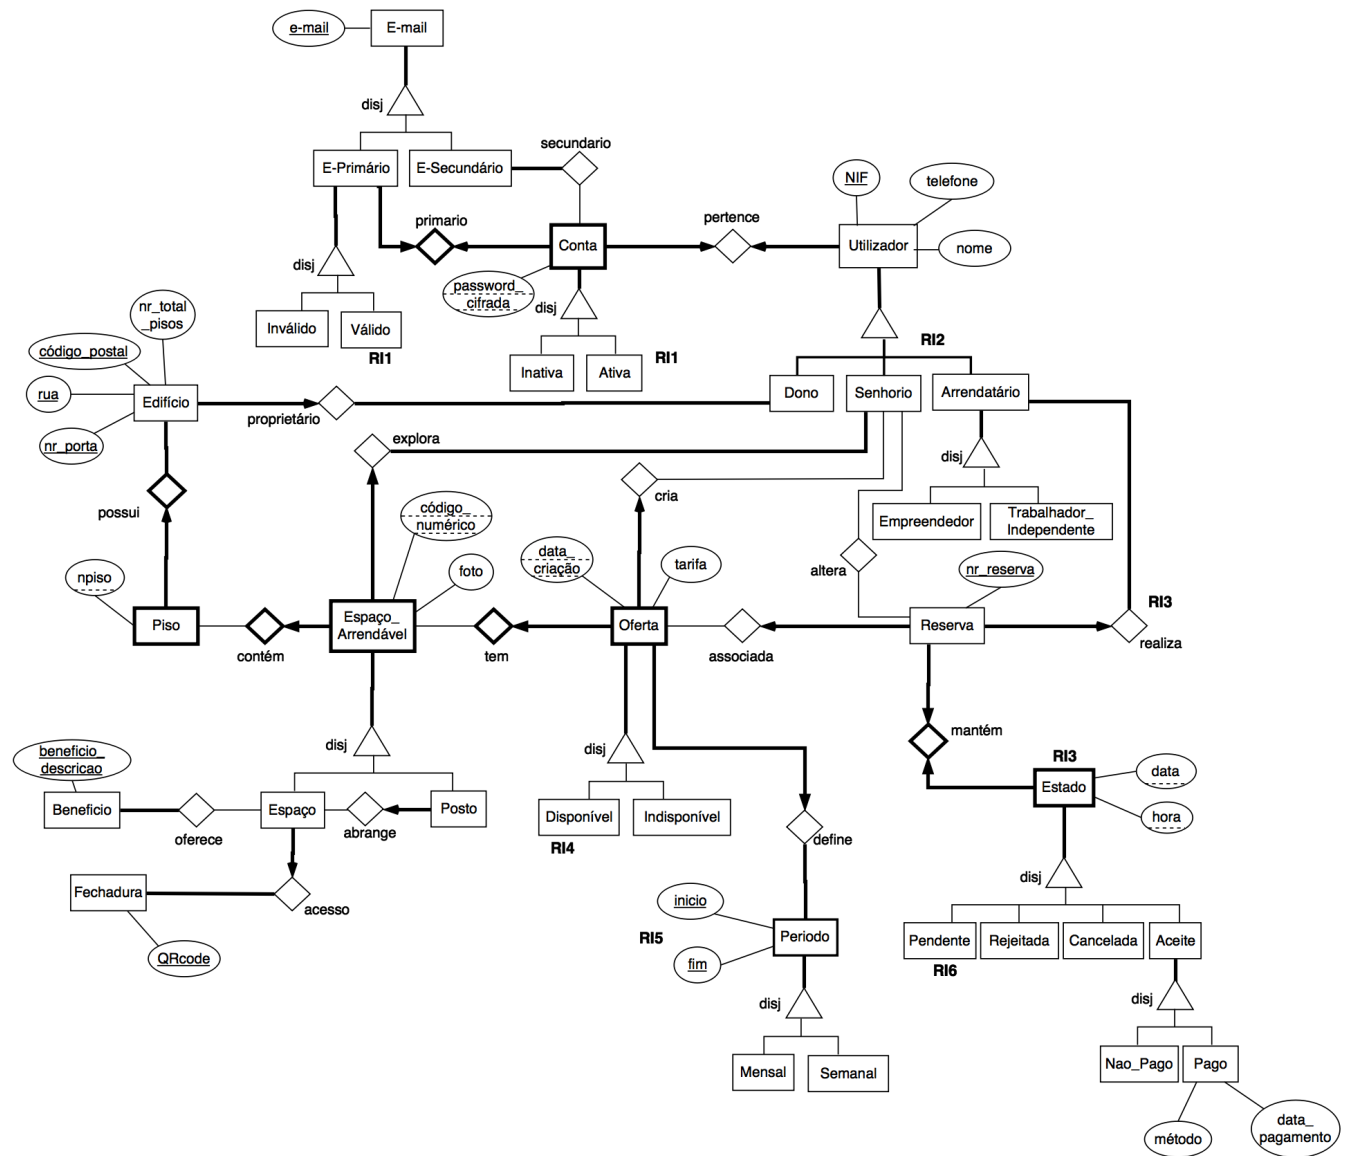 e-mail
E-mail
disj
E-Primário
E-Secundário
secundario
disj
primario
Conta
password_
cifrada
disj
Inválido
Válido
RI1
Inativa
Ativa
RI1
pertence
NIF
telefone
Utilizador
nome
RI2
Dono
Senhorio
Arrendatário
disj
Empreendedor
Trabalhador_
Independente
nr_total
_pisos
código_postal
rua
Edifício
nr_porta
proprietário
explora
cria
possui
código_
numérico
foto
data_
criação
tarifa
altera
nr_reserva
npiso
Piso
contém
Espaço_
Arrendável
tem
Oferta
associada
Reserva
RI3
realiza
mantém
disj
beneficio_
descricao
Beneficio
oferece
Espaço
abrange
Posto
Fechadura
acesso
QRcode
disj
Disponível
Indisponível
RI4
define
inicio
RI5
fim
Periodo
disj
Mensal
Semanal
RI3
Estado
data
hora
disj
Pendente
Rejeitada
Cancelada
Aceite
RI6
disj
Nao_Pago
Pago
método
data_
pagamento